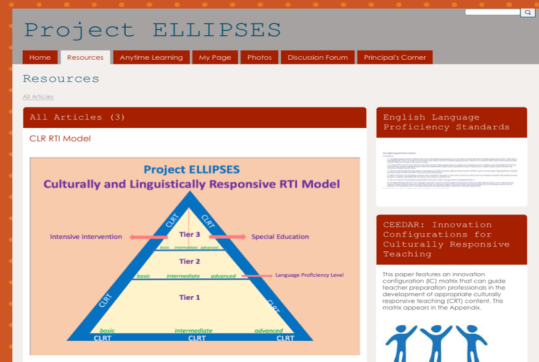 Project ELLIPSES
Home
Resources
Anytime Learning
My Page
Photos
Discussion Forum
Principal's Corner
Resources
All Articles
All Articles (3)
CLR RTI Model
Project ELLIPSES
Culturally and Linguistically Responsive RTI Model
CLRT
CLRT
Intensive Intervention
Tier 3
Special Education
basic intermediate advanced
Tier 2
basic intermediate advanced
Language Proficiency Level
CLRT
Tier 1
CLRT
basic intermediate advanced
CLRT CLRT CLRT
English Language
Proficiency Standards
CEEDAR: Innovation
Configurations for
Culturally Responsive
Teaching
This paper features an innovation
configuration (IC) matrix that can guide
teacher preparation professionals in the
development of appropriate culturally
responsive teaching (CRT) content. This
matrix appears in the Appendix.